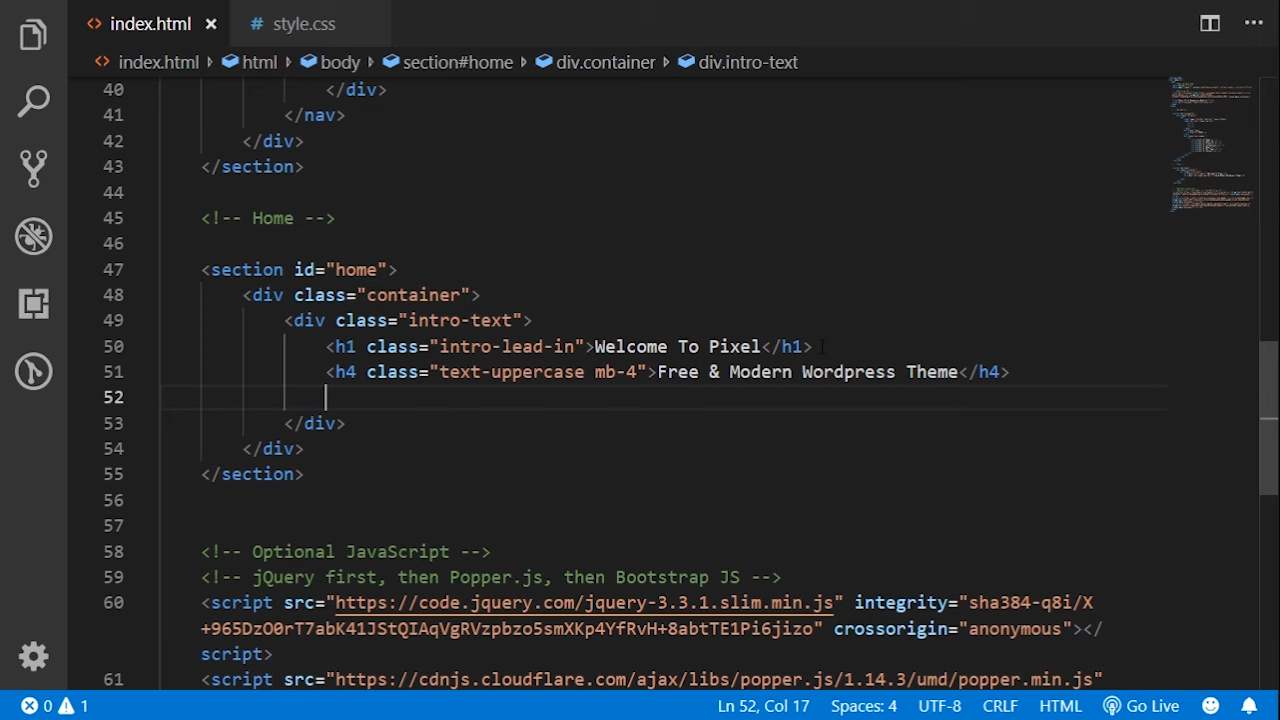 index.html × style.css
index.html html body section#home div.container div.intro-text
40 </div>
41 </nav>
42 </div>
43 </section>
44
45 <!-- Home -->
46
47 <section id="home">
48 <div class="container">
49 <div class="intro-text">
50 <h1 class="intro-lead-in">Welcome To Pixel</h1>
51 <h4 class="text-uppercase mb-4">Free & Modern Wordpress Theme</h4>
52
53 </div>
54 </div>
55 </section>
56
57
58 <!-- Optional JavaScript -->
59 <!-- jQuery first, then Popper.js, then Bootstrap JS -->
60 <script src="https://code.jquery.com/jquery-3.3.1.slim.min.js" integrity="sha384-q8i/X
+965DzO0rT7abK41JStQIAqVgRVzpbzo5smXKp4YfRvH+8abtTE1Pi6jizo" crossorigin="anonymous"></
script>
61 <script src="https://cdnjs.cloudflare.com/ajax/libs/popper.js/1.14.3/umd/popper.min.js"
0 1 Ln 52, Col 17 Spaces: 4 UTF-8 CRLF HTML Go Live